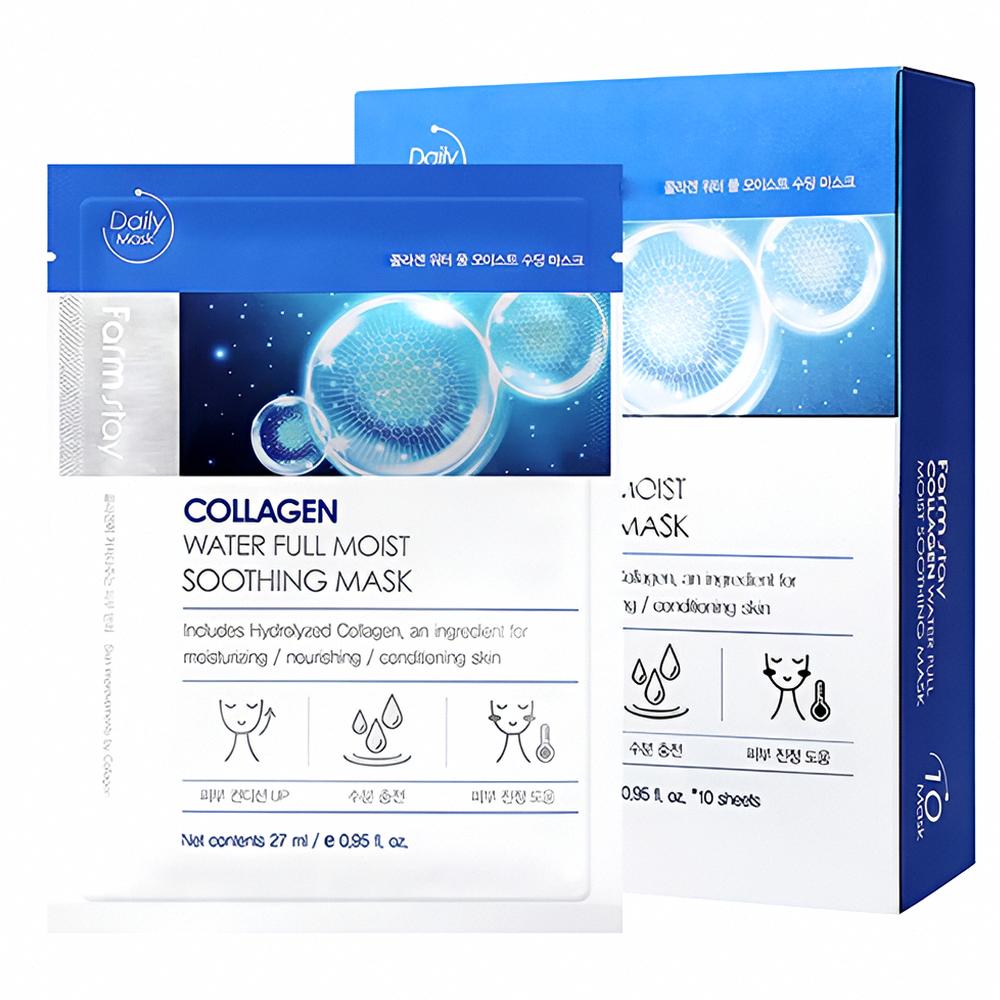 Daily
Mask
콜라겐 워터 풀 모이스트 수딩 마스크
Farm stay
COLLAGEN
WATER FULL MOIST
SOOTHING MASK
Includes Hydrolyzed Collagen, an ingredient for
moisturizing / nourishing / conditioning skin
피부 컨디션 UP
수분 충전
피부 진정 도움
Net contents 27 ml / e 0.95 fl. oz.
Daily
콜라겐 워터 풀 모이스트 수딩 마스크
MOIST
MASK
Collagen, an ingredient for
ng / conditioning skin
수분 충전
피부 진정 도움
0.95 fl. oz. *10 sheets
Farm stay
COLLAGEN WATER FULL
MOIST SOOTHING MASK
10
Mask